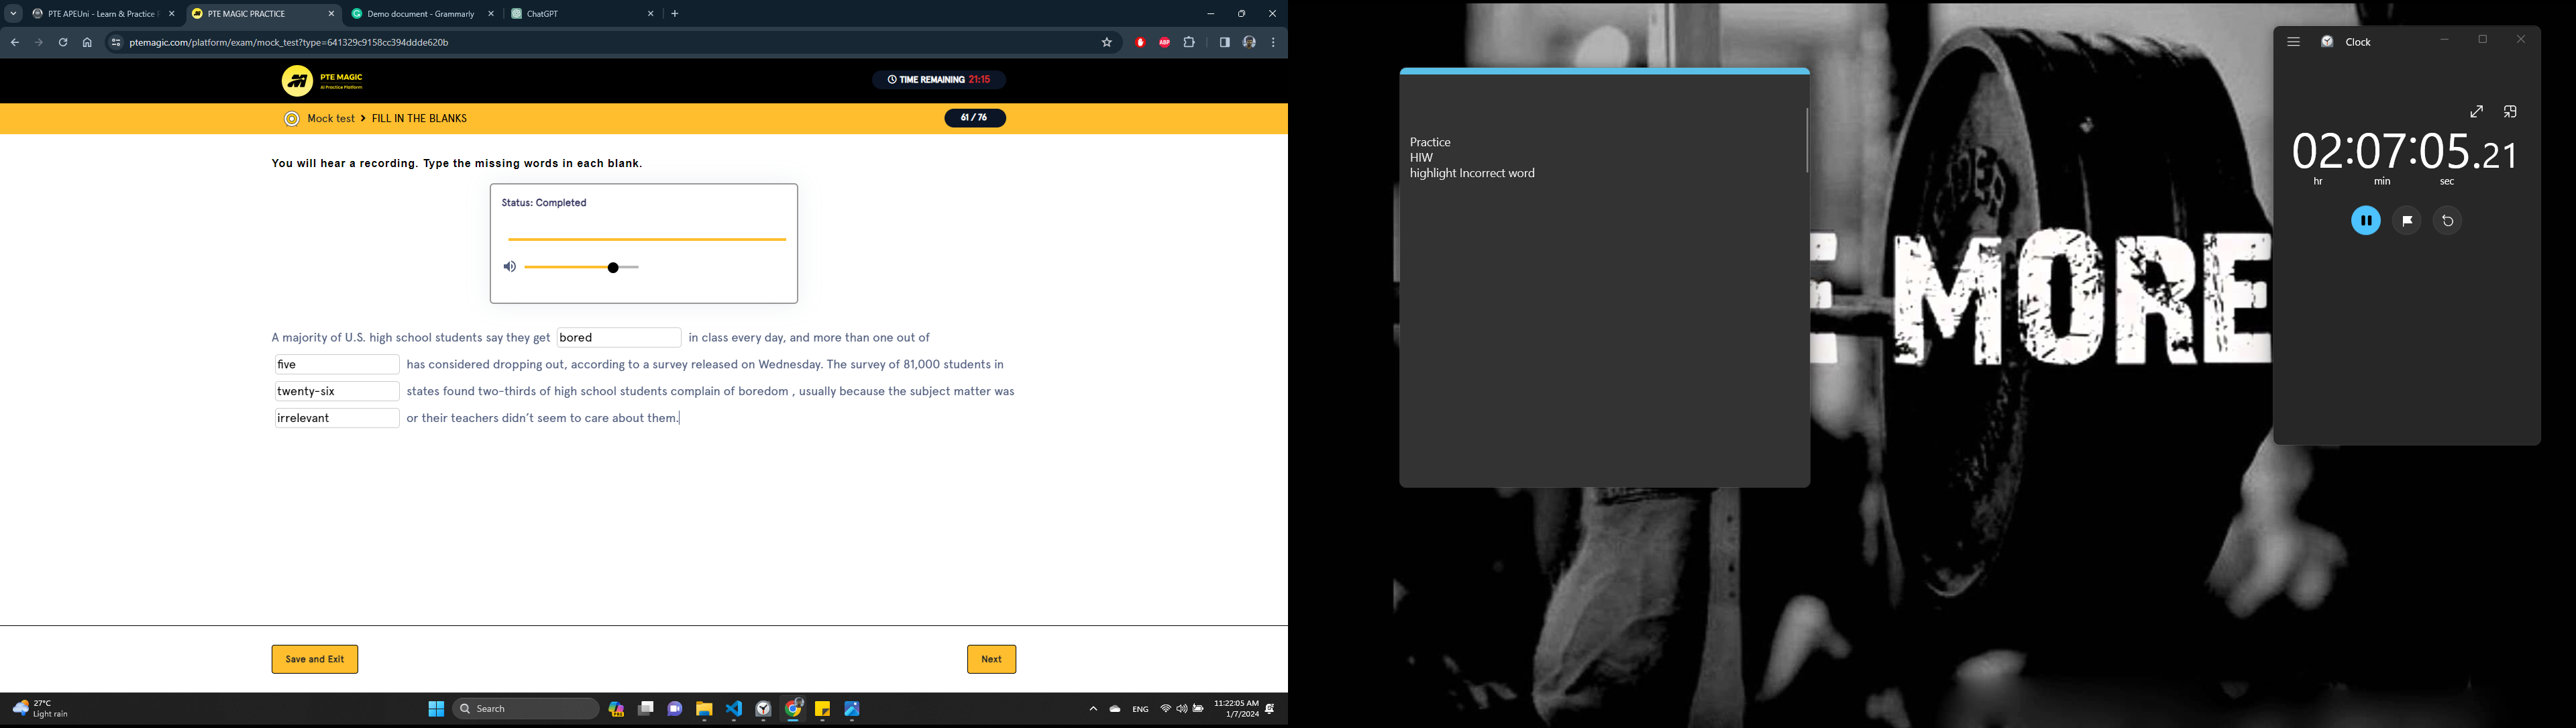 PTE APEUni - Learn & Practice
PTE MAGIC PRACTICE
Demo document - Grammarly
ChatGPT
ptemagic.com/platform/exam/mock_test?type=641329c9158cc394ddde620b
ABP
PTE MAGIC
AI Practice Platform
TIME REMAINING 21:15
Mock test > FILL IN THE BLANKS
61 / 76
You will hear a recording. Type the missing words in each blank.
Status: Completed
A majority of U.S. high school students say they get bored in class every day, and more than one out of
five has considered dropping out, according to a survey released on Wednesday. The survey of 81,000 students in
twenty-six states found two-thirds of high school students complain of boredom , usually because the subject matter was
irrelevant or their teachers didn't seem to care about them.
Save and Exit
Next
27°C
Light rain
Search
ENG
11:22:05 AM
1/7/2024
Practice
HIW
highlight Incorrect word
MORE
Clock
02:07:05.21
hr min sec